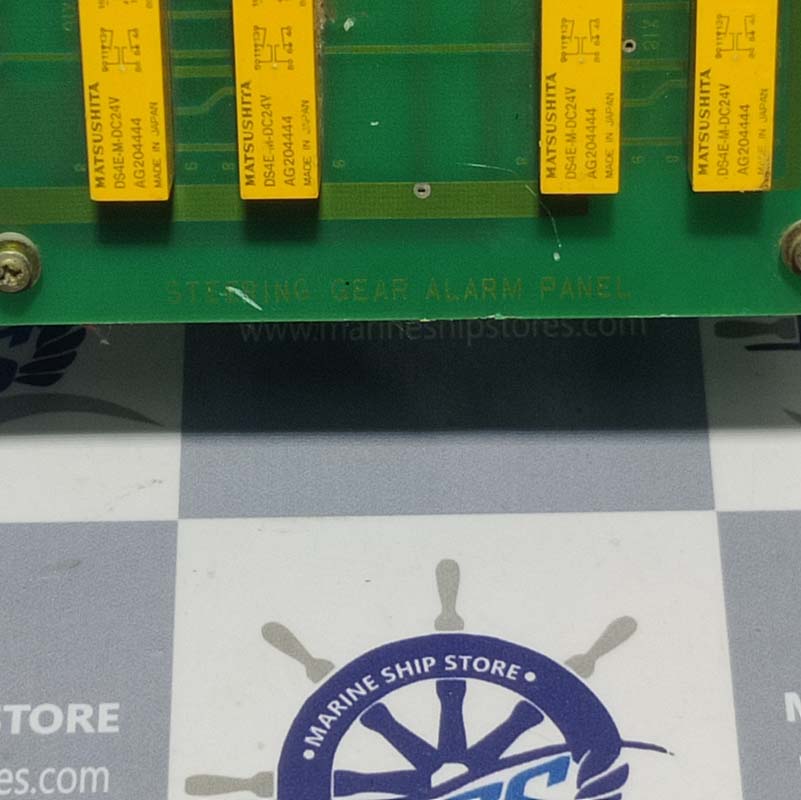 MATSUSHITA
DS4E-M-DC24V
AG204444
MADE IN JAPAN
MATSUSHITA
DS4E-M-DC24V
AG204444
MADE IN JAPAN
MATSUSHITA
DS4E-M-DC24V
AG204444
MADE IN JAPAN
MATSUSHITA
DS4E-M-DC24V
AG204444
MADE IN JAPAN
STEERING GEAR ALARM PANEL
www.marineshipstores.com
•MARINE SHIP STORE•
STORE
es.com
M